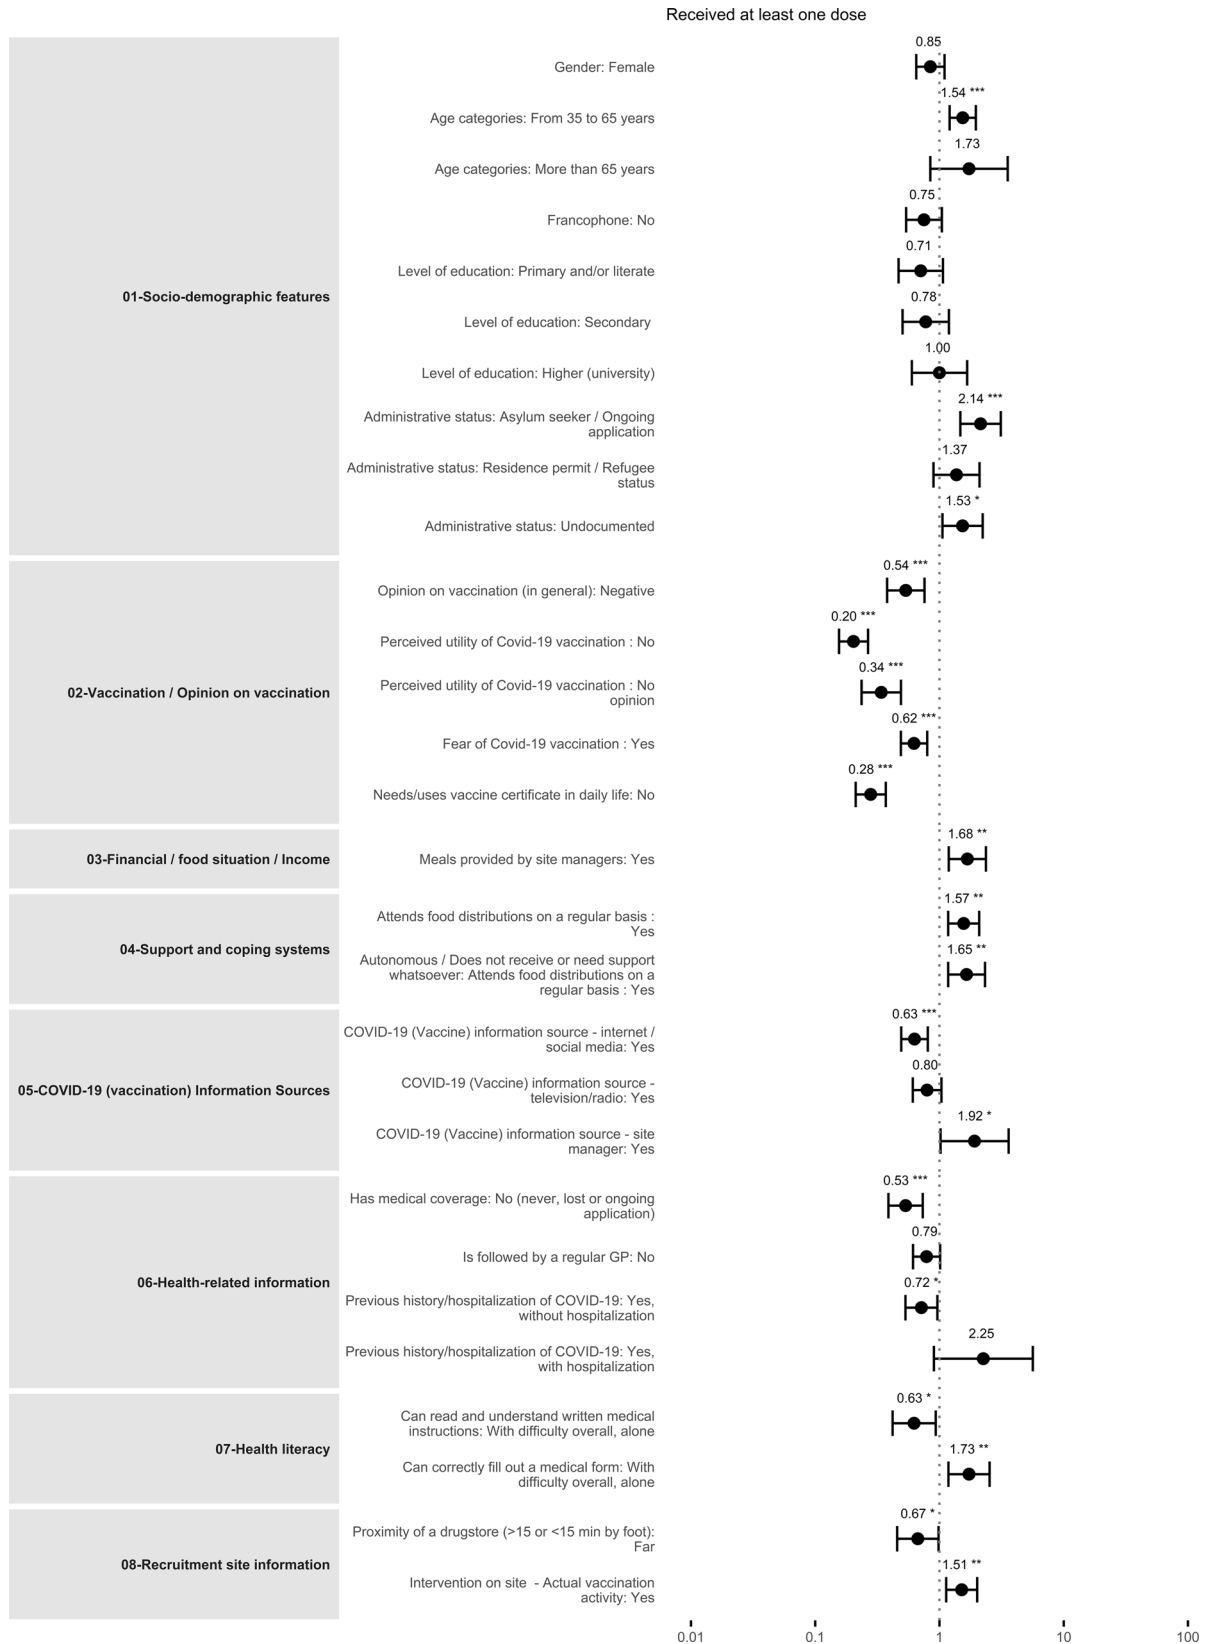 Received at least one dose
01-Socio-demographic features
Gender: Female
0.85
Age categories: From 35 to 65 years
1.54 ***
Age categories: More than 65 years
1.73
Francophone: No
0.75
Level of education: Primary and/or literate
0.71
Level of education: Secondary
0.78
Level of education: Higher (university)
1.00
Administrative status: Asylum seeker / Ongoing
application
2.14 ***
Administrative status: Residence permit / Refugee
status
1.37
Administrative status: Undocumented
1.53 *
02-Vaccination / Opinion on vaccination
Opinion on vaccination (in general): Negative
0.54 ***
Perceived utility of Covid-19 vaccination : No
0.20 ***
Perceived utility of Covid-19 vaccination : No
opinion
0.34 ***
Fear of Covid-19 vaccination : Yes
0.62 ***
Needs/uses vaccine certificate in daily life: No
0.28 ***
03-Financial / food situation / Income
Meals provided by site managers: Yes
1.68 **
04-Support and coping systems
Attends food distributions on a regular basis :
Yes
1.57 **
Autonomous / Does not receive or need support
whatsoever: Attends food distributions on a
regular basis : Yes
1.65 **
05-COVID-19 (vaccination) Information Sources
COVID-19 (Vaccine) information source - internet /
social media: Yes
0.63 ***
COVID-19 (Vaccine) information source -
television/radio: Yes
0.80
COVID-19 (Vaccine) information source - site
manager: Yes
1.92 *
06-Health-related information
Has medical coverage: No (never, lost or ongoing
application)
0.53 ***
Is followed by a regular GP: No
0.79
Previous history/hospitalization of COVID-19: Yes,
without hospitalization
0.72 *
Previous history/hospitalization of COVID-19: Yes,
with hospitalization
2.25
07-Health literacy
Can read and understand written medical
instructions: With difficulty overall, alone
0.63 *
Can correctly fill out a medical form: With
difficulty overall, alone
1.73 **
08-Recruitment site information
Proximity of a drugstore (>15 or <15 min by foot):
Far
0.67 *
Intervention on site - Actual vaccination
activity: Yes
1.51 **
0.01
0.1
1
10
100